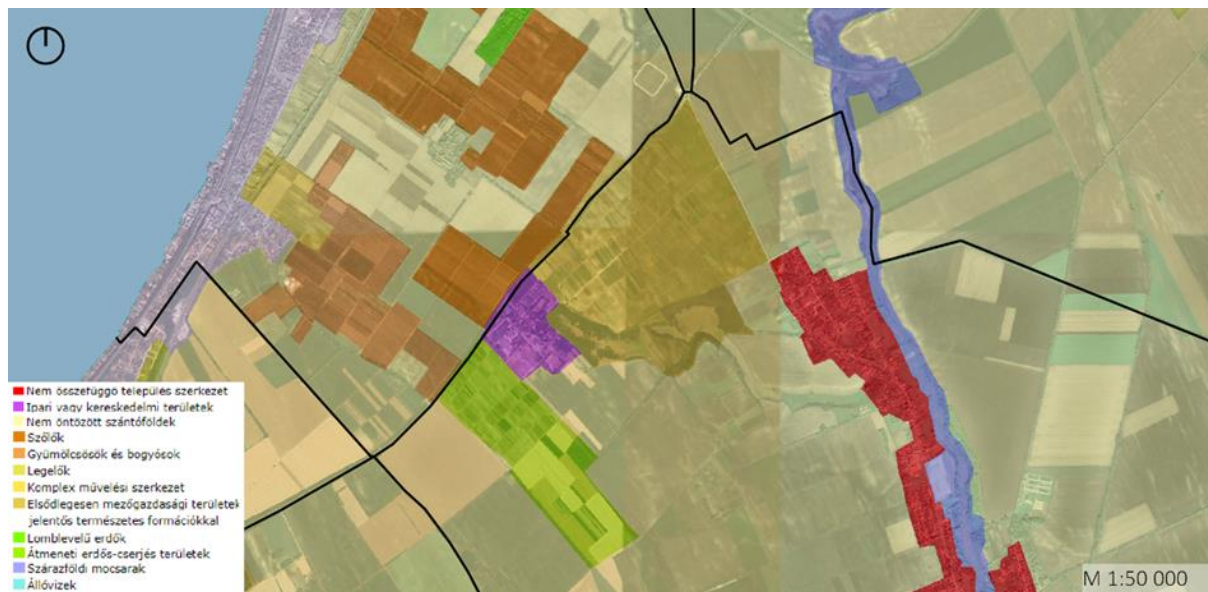 Nem összefüggő település szerkezet
Ipari vagy kereskedelmi területek
Nem öntözött szántóföldek
Szőlők
Gyümölcsösök és bogyósok
Legelők
Komplex művelési szerkezet
Elsődlegesen mezőgazdasági területek
jelentős természetes formációkkal
Lomblevelű erdők
Átmeneti erdős-cserjés területek
Szárazföldi mocsarak
Állóvizek
M 1:50 000